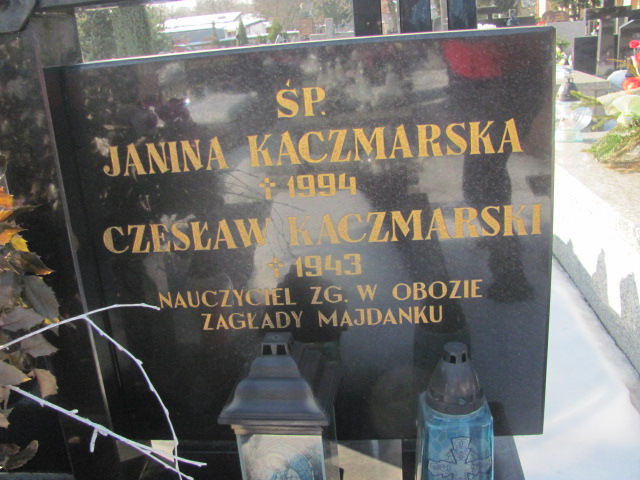 ŚP.
JANINA KACZMARSKA
✝ 1994
CZESŁAW KACZMARSKI
✝ 1943
NAUCZYCIEL ZG. W OBOZIE
ZAGŁADY MAJDANKU